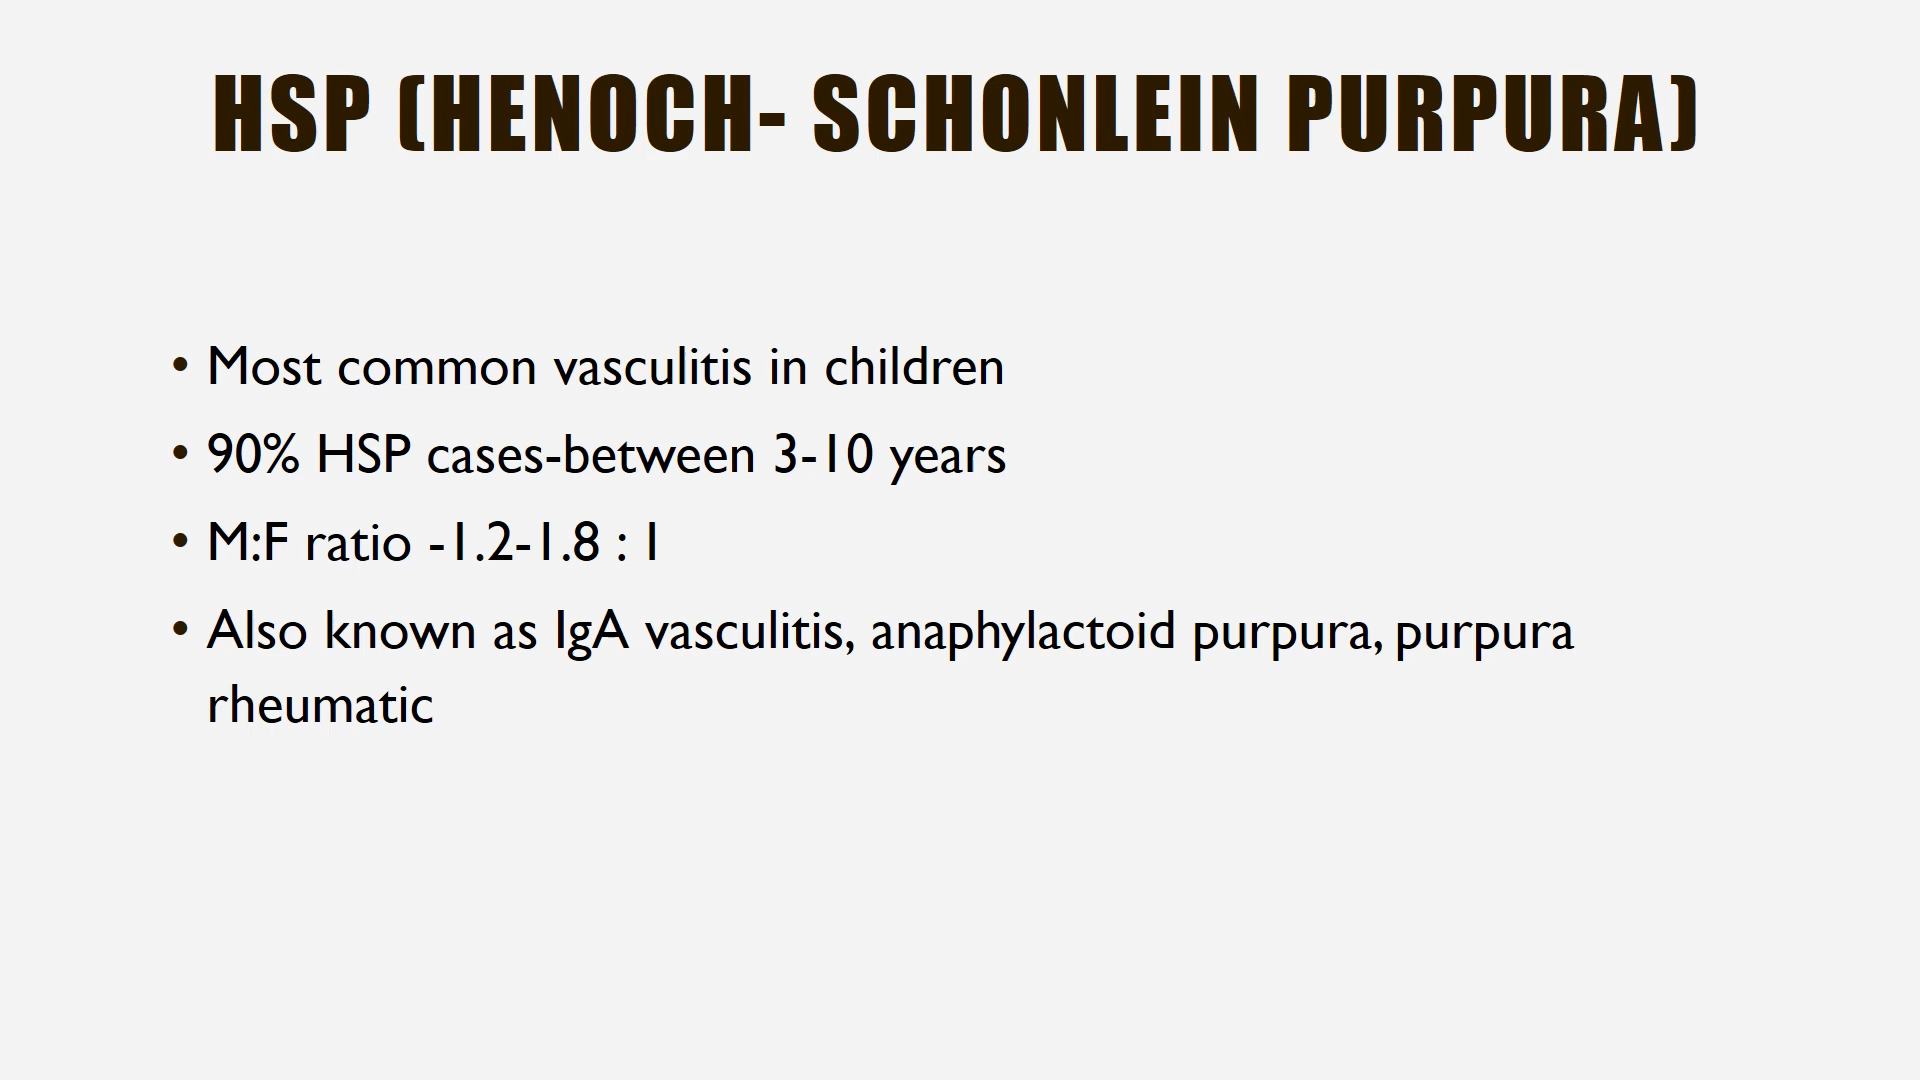 HSP (HENOCH- SCHONLEIN PURPURA)
• Most common vasculitis in children
• 90% HSP cases-between 3-10 years
• M:F ratio -1.2-1.8 : 1
• Also known as IgA vasculitis, anaphylactoid purpura, purpura
rheumatic